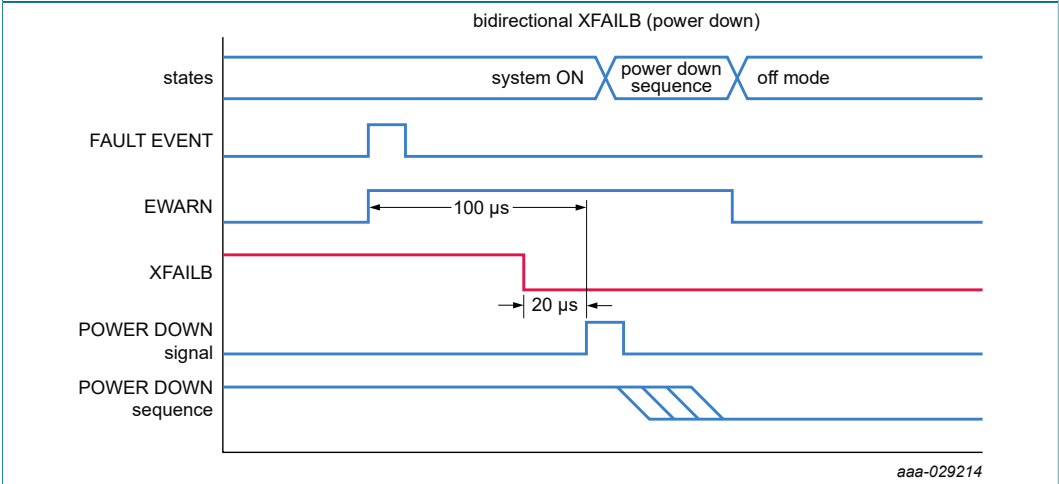 bidirectional XFAILB (power down)
states
system ON
power down
sequence
off mode
FAULT EVENT
EWARN
100 µs
XFAILB
20 µs
POWER DOWN
signal
POWER DOWN
sequence
aaa-029214